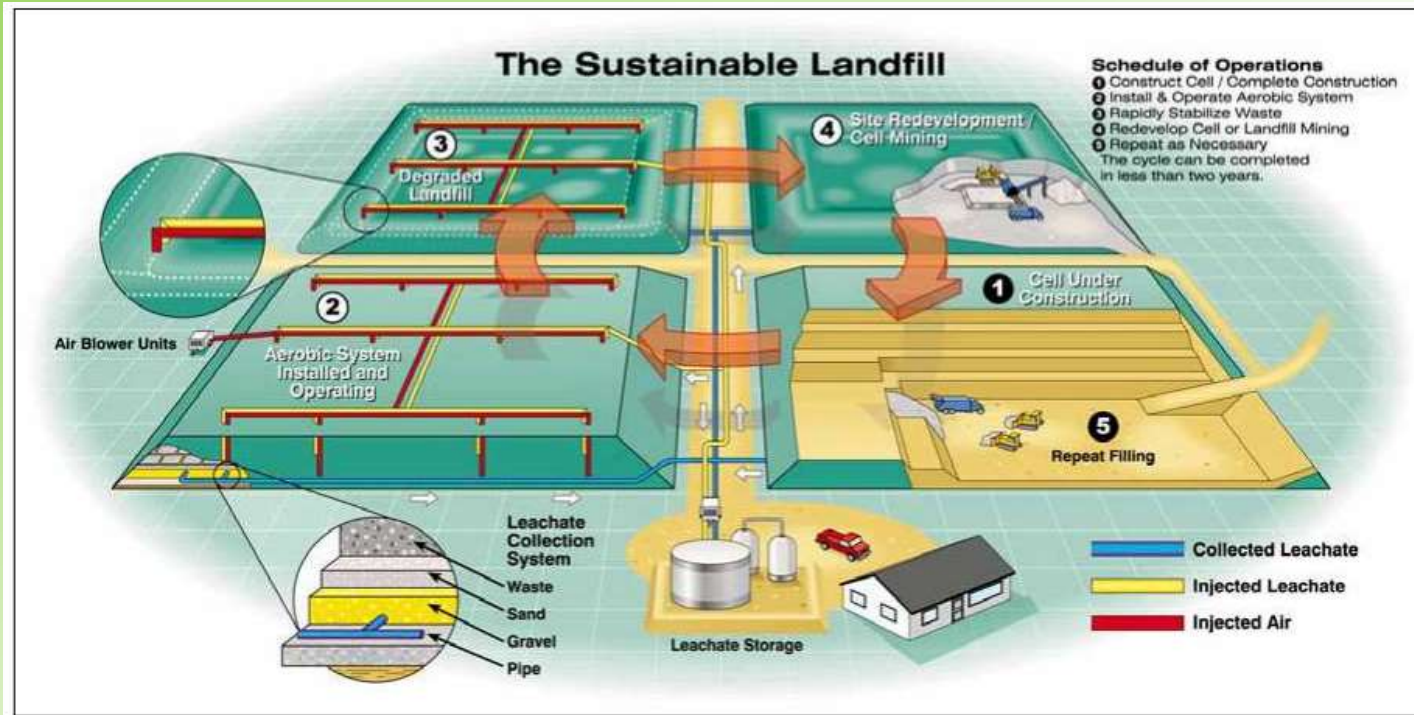 The Sustainable Landfill
Schedule of Operations
1 Construct Cell / Complete Construction
2 Install & Operate Aerobic System
3 Rapidly Stabilize Waste
4 Redevelop Cell or Landfill Mining
5 Repeat as Necessary
The cycle can be completed
in less than two years.
3
Degraded
Landfill
4
Site Redevelopment /
Cell Mining
2
Aerobic System
Installed and
Operating
Air Blower Units
1
Cell Under
Construction
5
Repeat Filling
Leachate
Collection
System
Waste
Sand
Gravel
Pipe
Leachate Storage
Collected Leachate
Injected Leachate
Injected Air